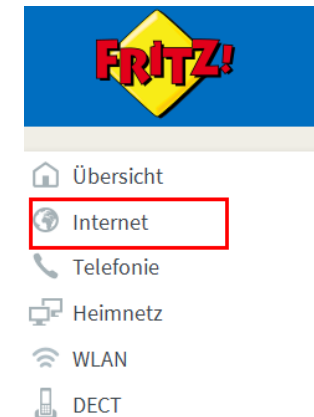 FRITZ!
Übersicht
Internet
Telefonie
Heimnetz
WLAN
DECT